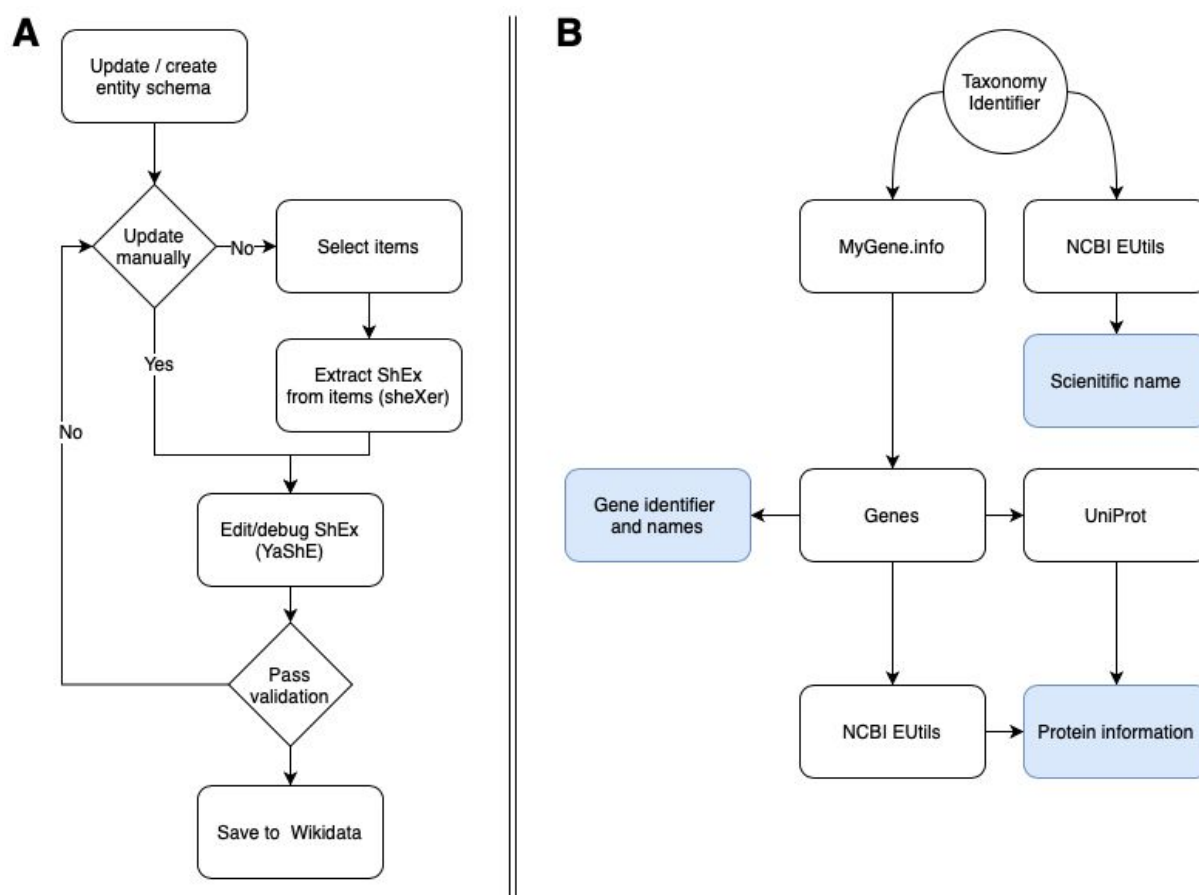 A
Update / create
entity schema
Update
manually
No
Select items
Extract ShEx
from items (sheXer)
Yes
No
Edit/debug ShEx
(YaShE)
Pass
validation
Save to Wikidata
B
Taxonomy
Identifier
MyGene.info
NCBI EUtils
Scienitific name
Gene identifier
and names
Genes
UniProt
NCBI EUtils
Protein information